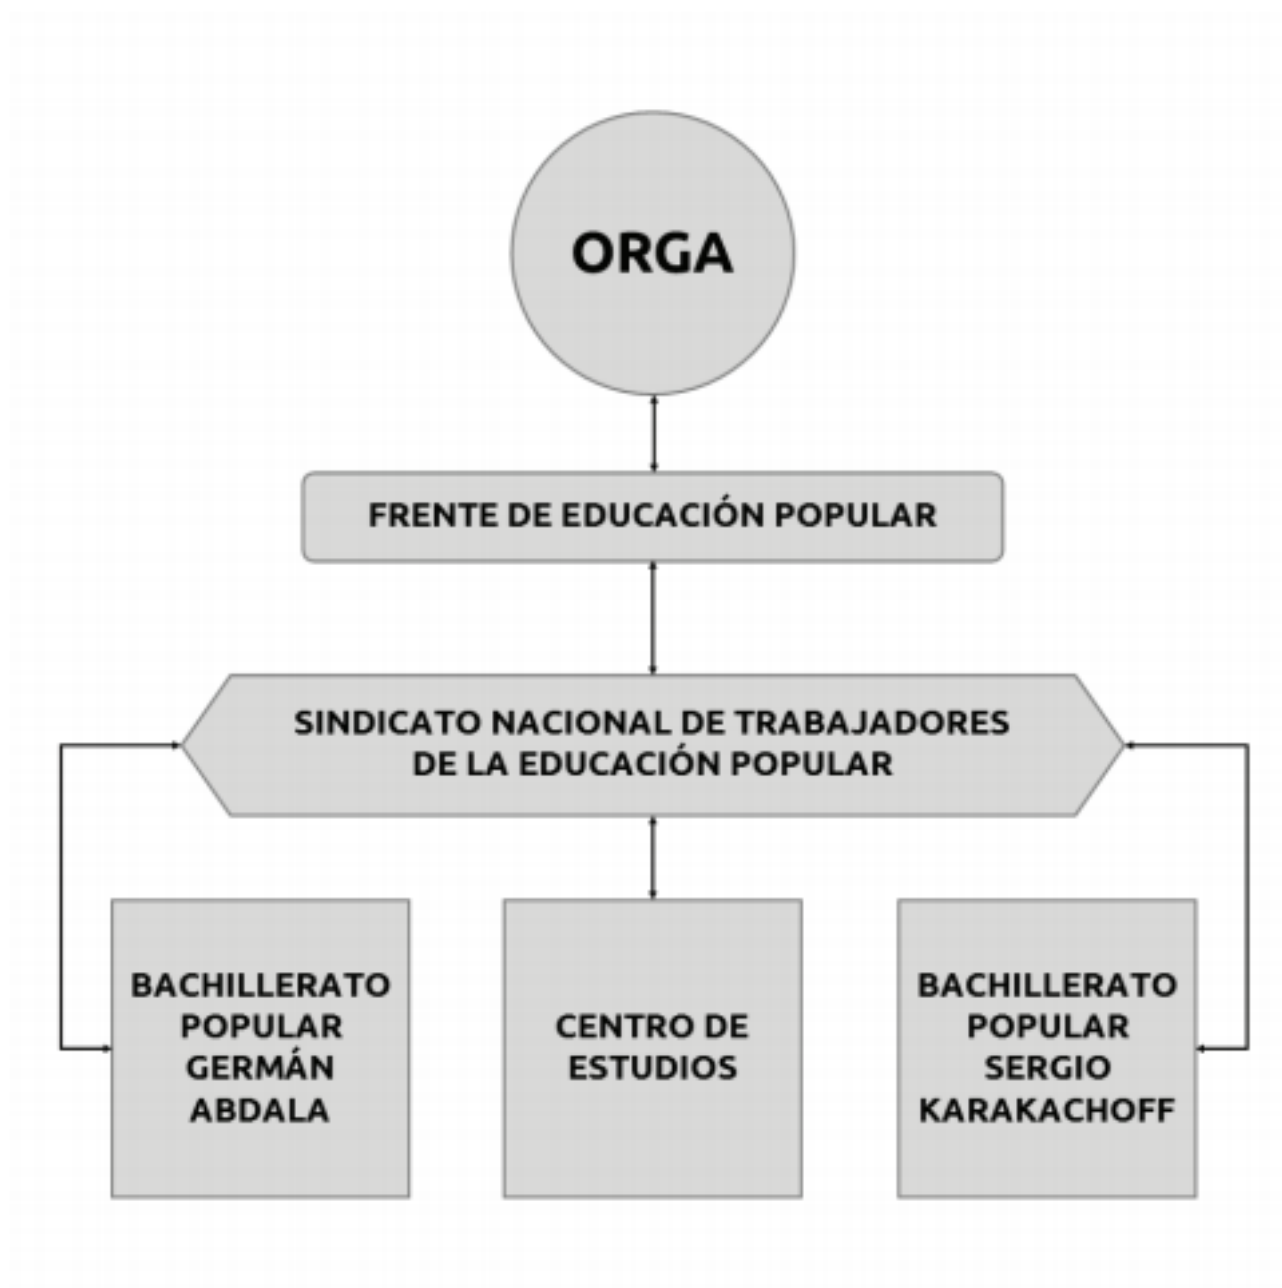 ORGA
FRENTE DE EDUCACIÓN POPULAR
SINDICATO NACIONAL DE TRABAJADORES
DE LA EDUCACIÓN POPULAR
BACHILLERATO
POPULAR
GERMÁN
ABDALA
CENTRO DE
ESTUDIOS
BACHILLERATO
POPULAR
SERGIO
KARAKACHOFF